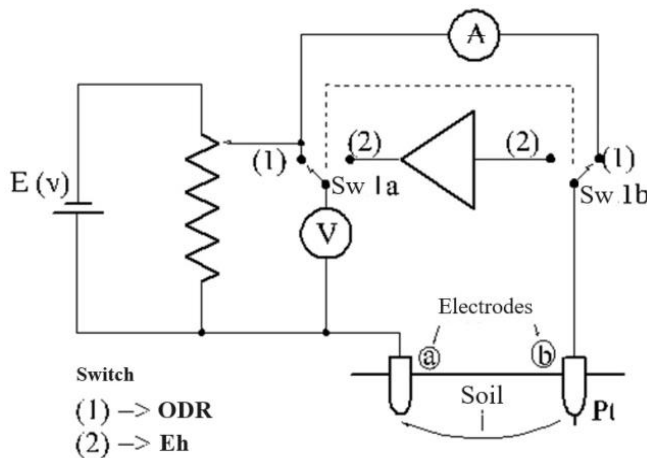 A
(1)
(2)
(2)
(1)
E (v)
Sw 1a
Sw 1b
V
Electrodes
a
b
Switch
Soil
(1) –> ODR
i
Pt
(2) –> Eh